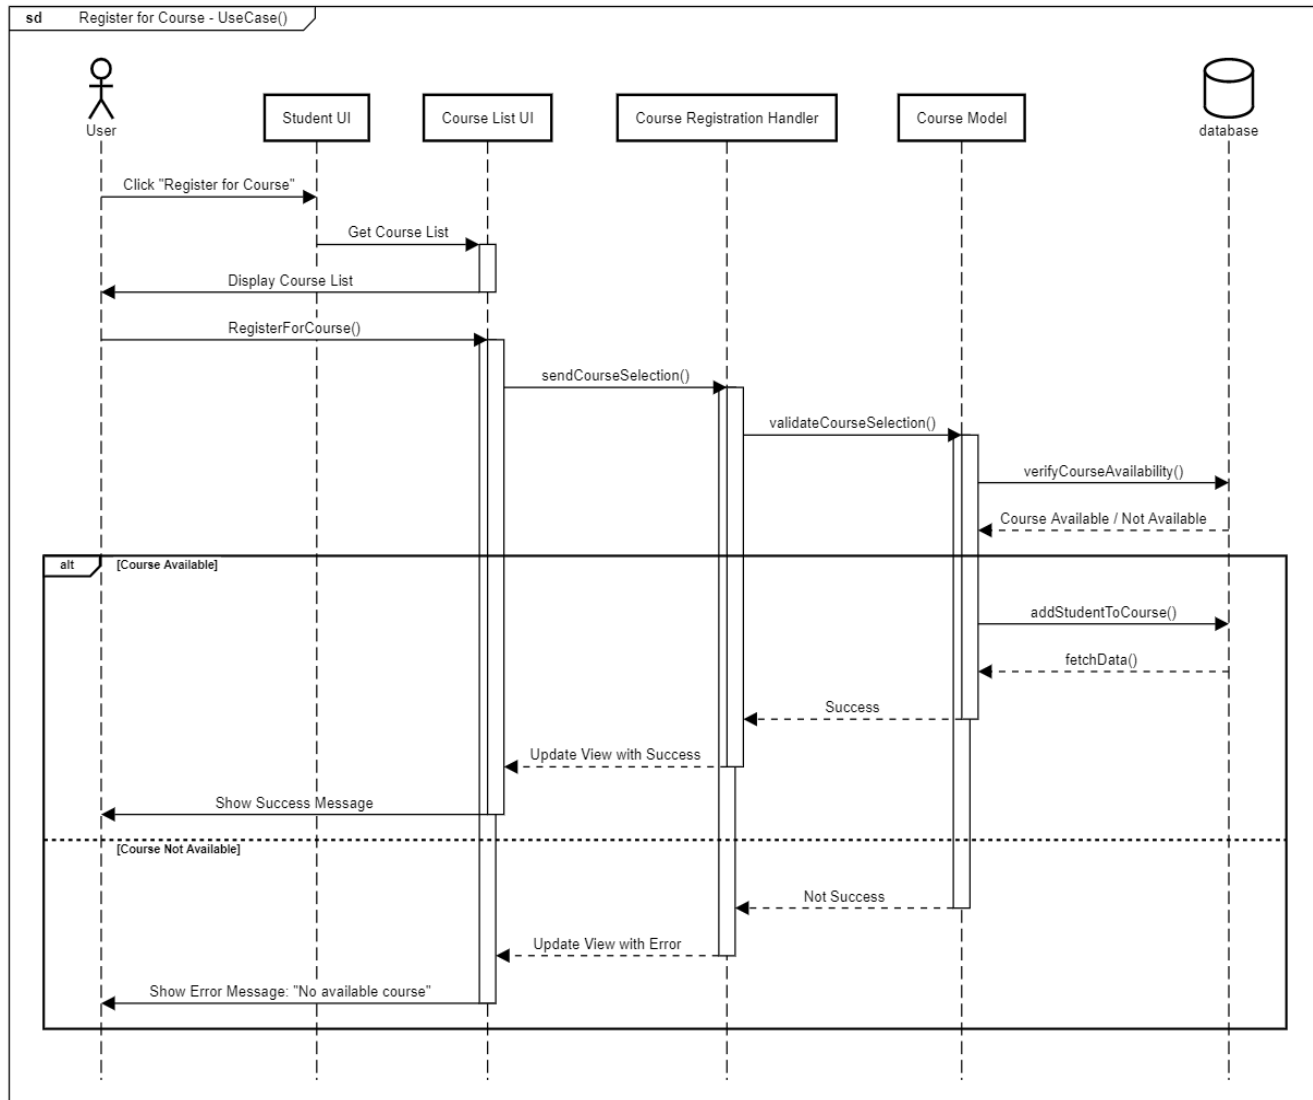 sd Register for Course - UseCase()
User
Student UI
Course List UI
Course Registration Handler
Course Model
database
Click "Register for Course"
Get Course List
Display Course List
RegisterForCourse()
sendCourseSelection()
validateCourseSelection()
verifyCourseAvailability()
Course Available / Not Available
alt [Course Available]
addStudentToCourse()
fetchData()
Success
Update View with Success
Show Success Message
[Course Not Available]
Not Success
Update View with Error
Show Error Message: "No available course"